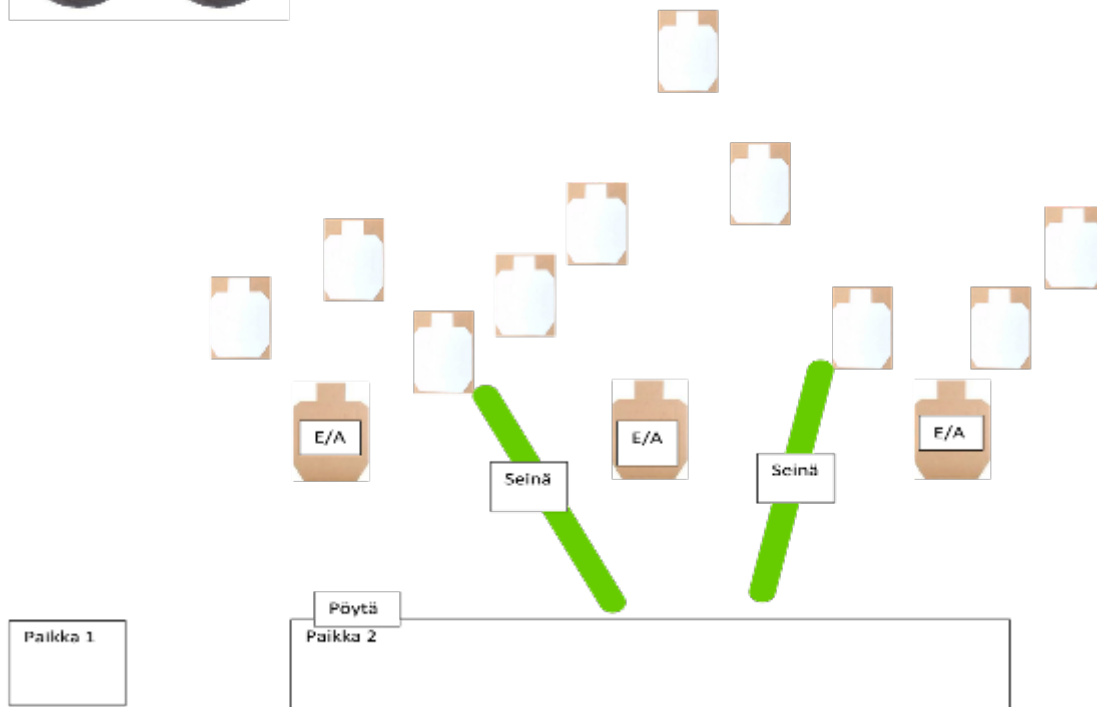 E/A
E/A
E/A
Seinä
Seinä
Pöytä
Paikka 1
Paikka 2